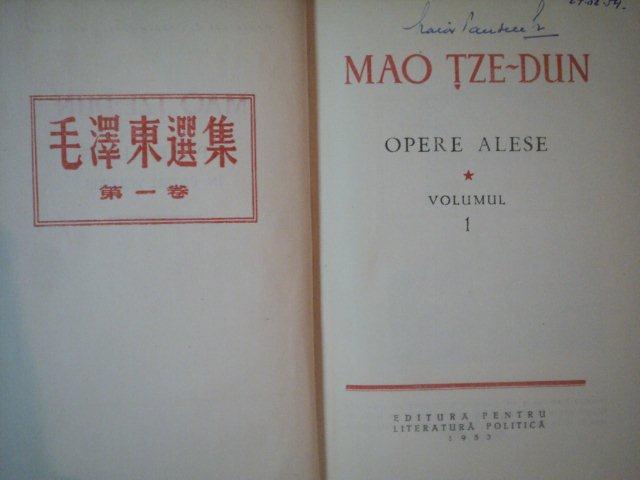 毛澤東選集
第一卷
MAO ȚZE-DUN
OPERE ALESE
VOLUMUL
1
EDITURA PENTRU
LITERATURĂ POLITICĂ
1953